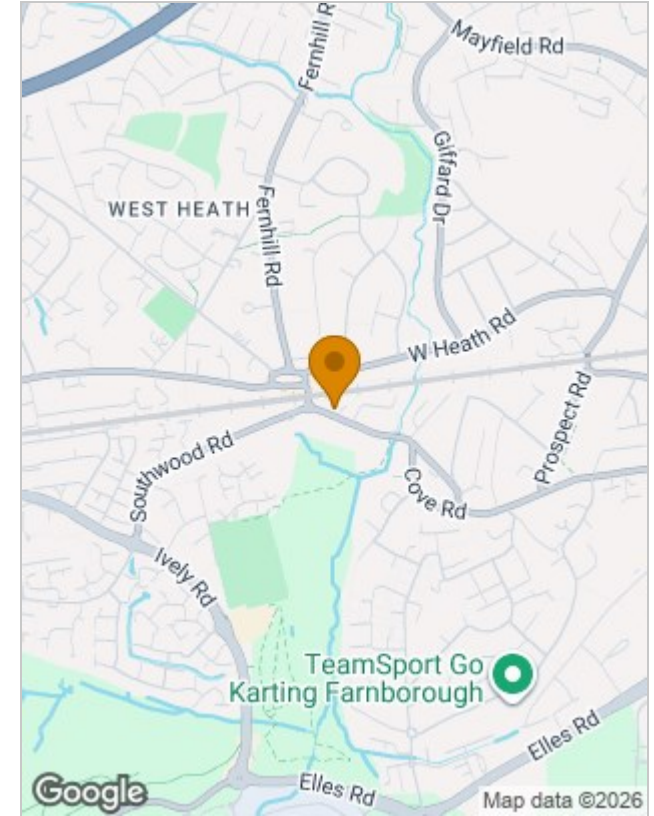 Fernhill R
Mayfield Rd
Giffard Dr
WEST HEATH
Fernhill Rd
W Heath Rd
Prospect Rd
Southwood Rd
Cove Rd
Ively Rd
TeamSport Go
Karting Farnborough
Elles Rd
Elles Rd
Google
Map data ©2026